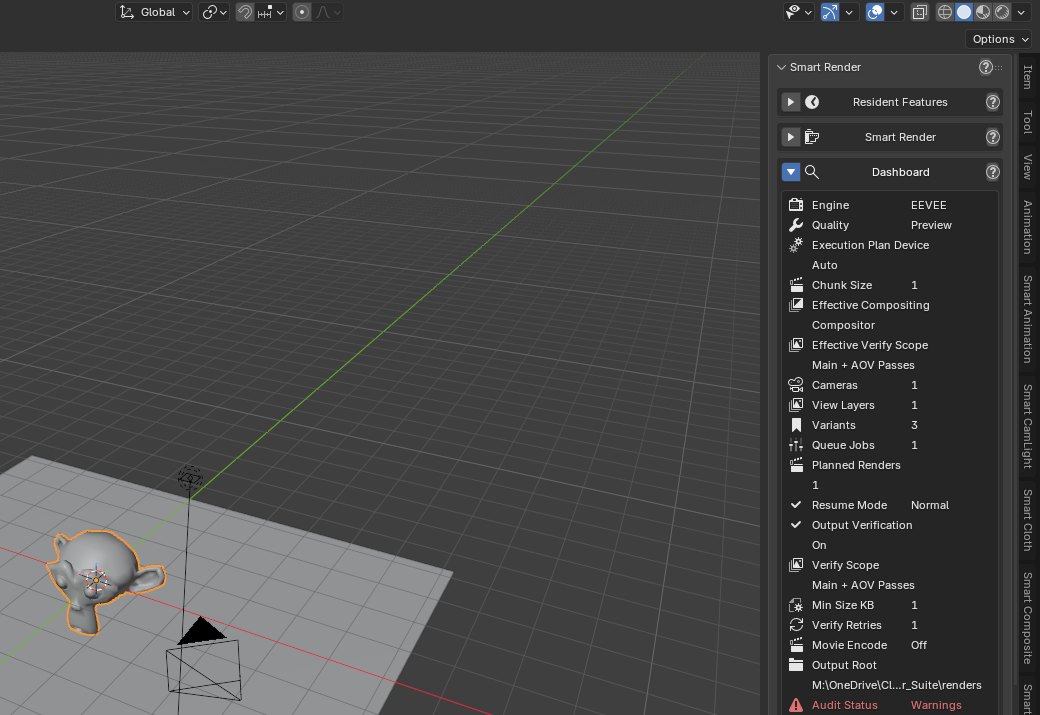 Global
Options
Smart Render
Resident Features
Smart Render
Dashboard
Engine EEVEE
Quality Preview
Execution Plan Device
Auto
Chunk Size 1
Effective Compositing
Compositor
Effective Verify Scope
Main + AOV Passes
Cameras 1
View Layers 1
Variants 3
Queue Jobs 1
Planned Renders
1
Resume Mode Normal
Output Verification
On
Verify Scope
Main + AOV Passes
Min Size KB 1
Verify Retries 1
Movie Encode Off
Output Root
M:\OneDrive\Cl...r_Suite\renders
Audit Status Warnings
Item
Tool
View
Animation
Smart Animation
Smart CamLight
Smart Cloth
Smart Composite
Smart